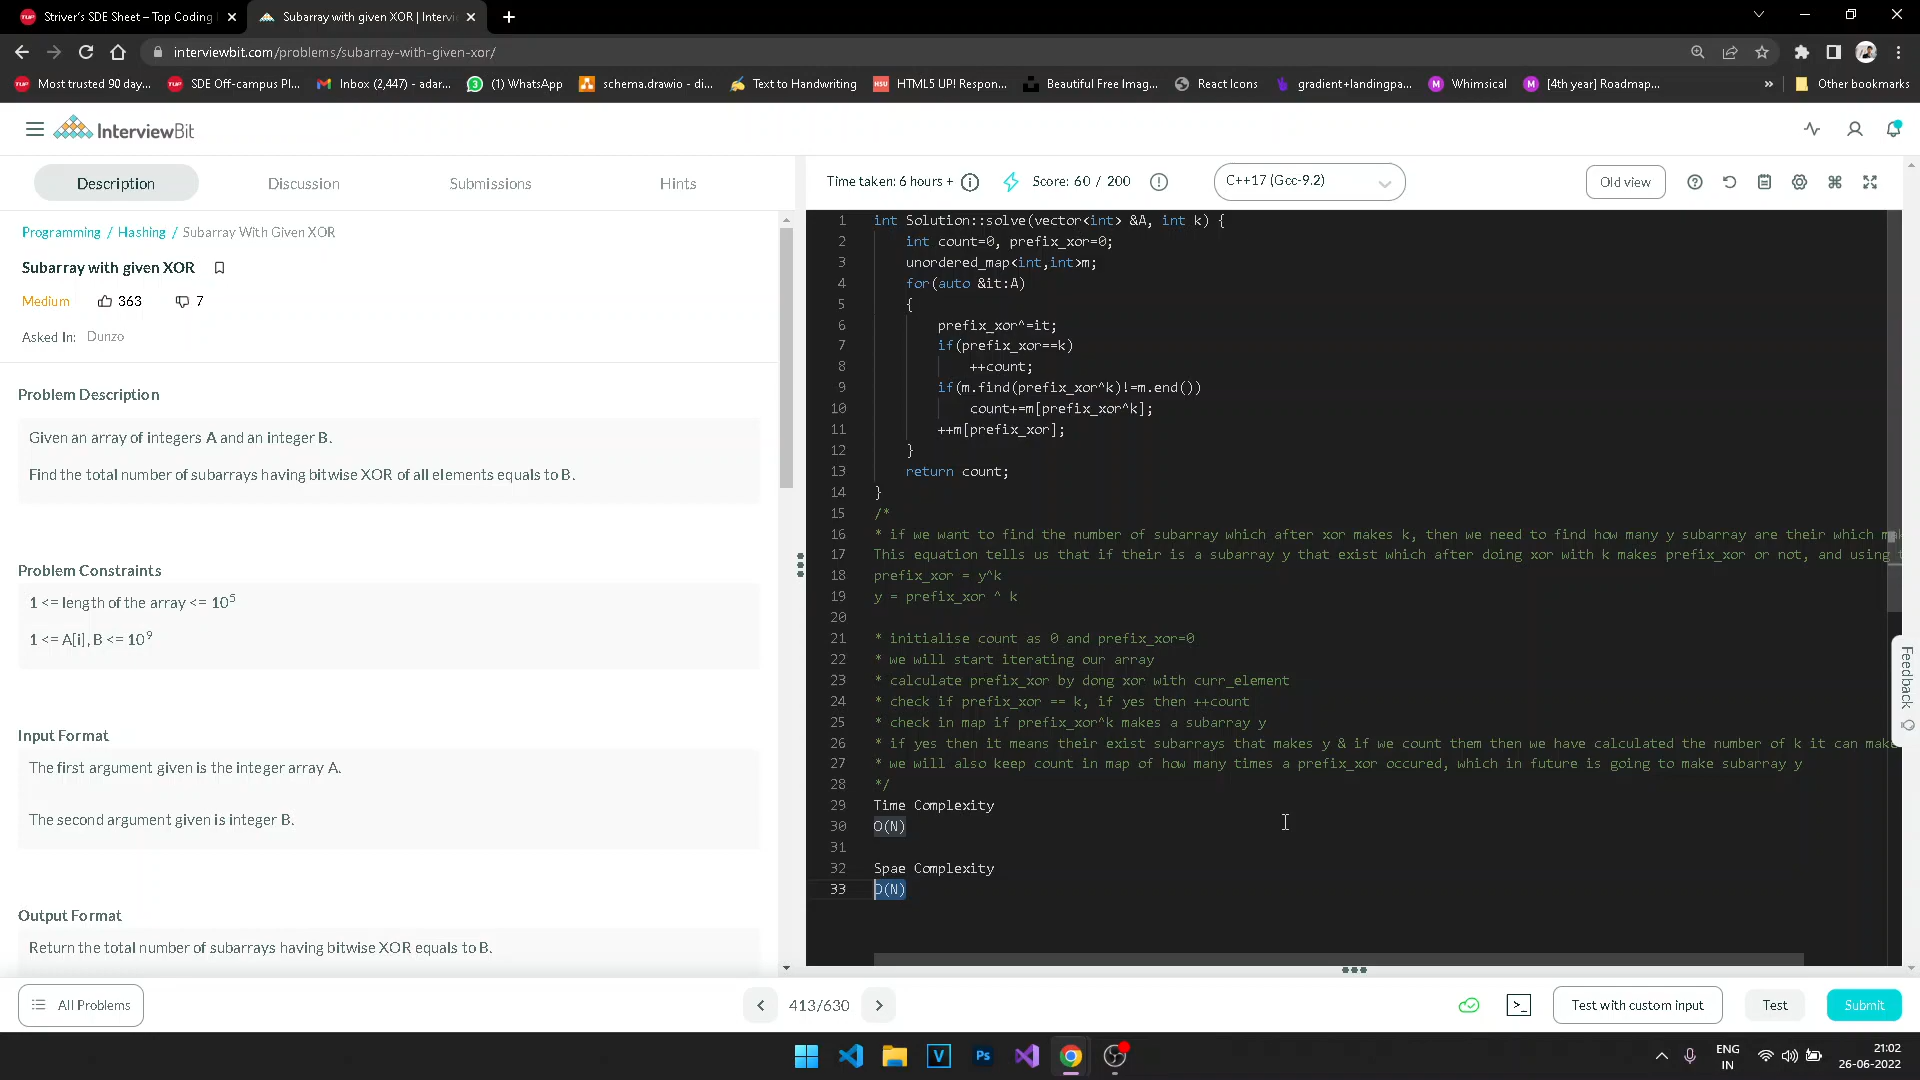 Striver's SDE Sheet – Top Coding
Subarray with given XOR | Intervi
interviewbit.com/problems/subarray-with-given-xor/
Most trusted 90 day...
SDE Off-campus Pl...
Inbox (2,447) - adar...
(1) WhatsApp
schema.drawio - di...
Text to Handwriting
HTML5 UP! Respon...
Beautiful Free Imag...
React Icons
gradient+landingpa...
Whimsical
[4th year] Roadmap...
»
Other bookmarks
InterviewBit
Description
Discussion
Submissions
Hints
Time taken: 6 hours +
Score: 60 / 200
C++17 (Gcc-9.2)
Old view
Programming / Hashing / Subarray With Given XOR
Subarray with given XOR
Medium 363 7
Asked In: Dunzo
Problem Description
Given an array of integers A and an integer B.
Find the total number of subarrays having bitwise XOR of all elements equals to B.
Problem Constraints
1 <= length of the array <= 10^5
1 <= A[i], B <= 10^9
Input Format
The first argument given is the integer array A.
The second argument given is integer B.
Output Format
Return the total number of subarrays having bitwise XOR equals to B.
1 int Solution::solve(vector<int> &A, int k) {
2 int count=0, prefix_xor=0;
3 unordered_map<int,int>m;
4 for(auto &it:A)
5 {
6 prefix_xor^=it;
7 if(prefix_xor==k)
8 ++count;
9 if(m.find(prefix_xor^k)!=m.end())
10 count+=m[prefix_xor^k];
11 ++m[prefix_xor];
12 }
13 return count;
14 }
15 /*
16 * if we want to find the number of subarray which after xor makes k, then we need to find how many y subarray are their which mak
17 This equation tells us that if their is a subarray y that exist which after doing xor with k makes prefix_xor or not, and using t
18 prefix_xor = y^k
19 y = prefix_xor ^ k
20
21 * initialise count as 0 and prefix_xor=0
22 * we will start iterating our array
23 * calculate prefix_xor by dong xor with curr_element
24 * check if prefix_xor == k, if yes then ++count
25 * check in map if prefix_xor^k makes a subarray y
26 * if yes then it means their exist subarrays that makes y & if we count them then we have calculated the number of k it can make
27 * we will also keep count in map of how many times a prefix_xor occured, which in future is going to make subarray y
28 */
29 Time Complexity
30 O(N)
31
32 Spae Complexity
33 O(N)
Feedback
All Problems
413/630
Test with custom input
Test
Submit
V
Ps
ENG
IN
21:02
26-06-2022